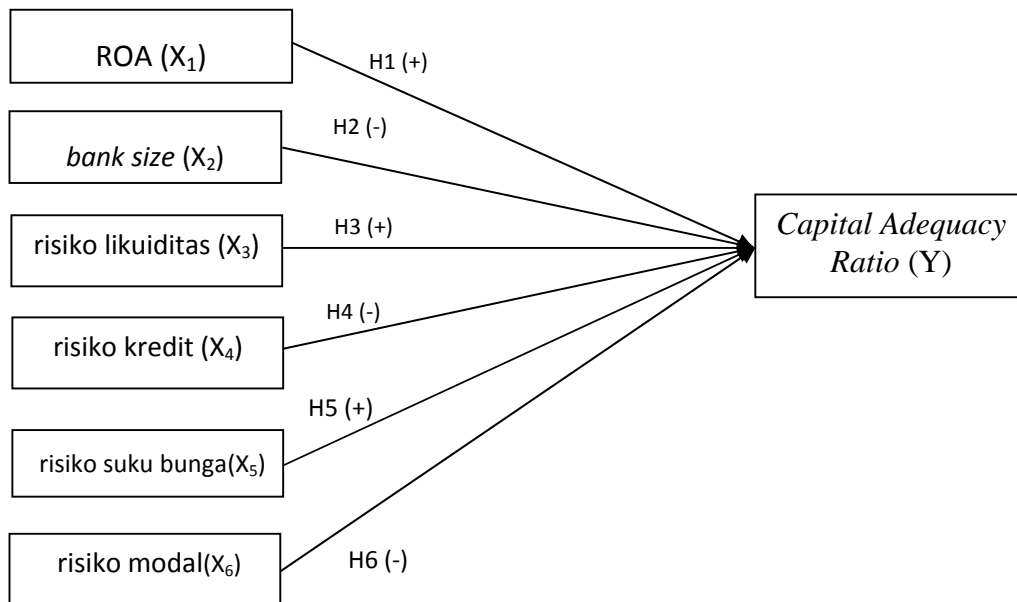 ROA (X₁)
H1 (+)
bank size (X₂)
H2 (-)
risiko likuiditas (X₃)
H3 (+)
Capital Adequacy
Ratio (Y)
risiko kredit (X₄)
H4 (-)
risiko suku bunga(X₅)
H5 (+)
risiko modal(X₆)
H6 (-)